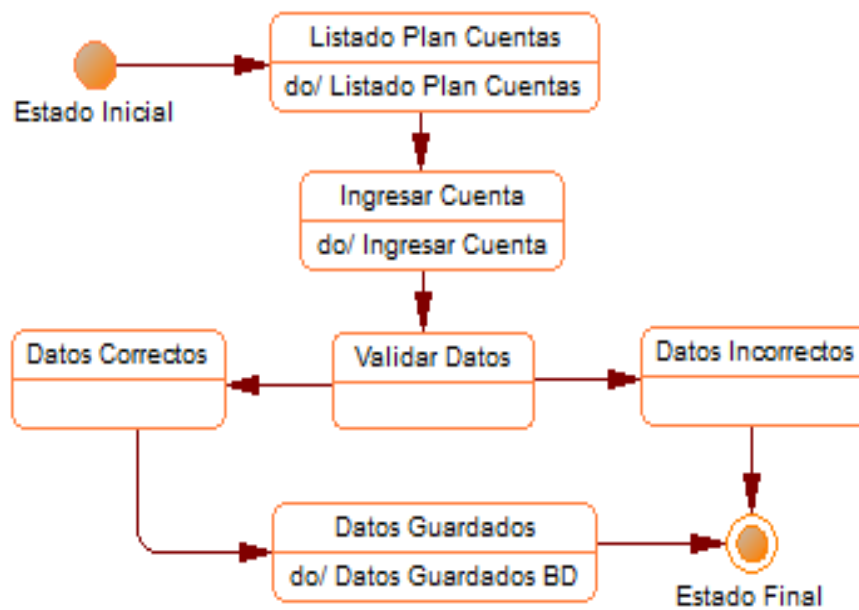 Listado Plan Cuentas
do/ Listado Plan Cuentas
Estado Inicial
Ingresar Cuenta
do/ Ingresar Cuenta
Datos Correctos
Validar Datos
Datos Incorrectos
Datos Guardados
do/ Datos Guardados BD
Estado Final